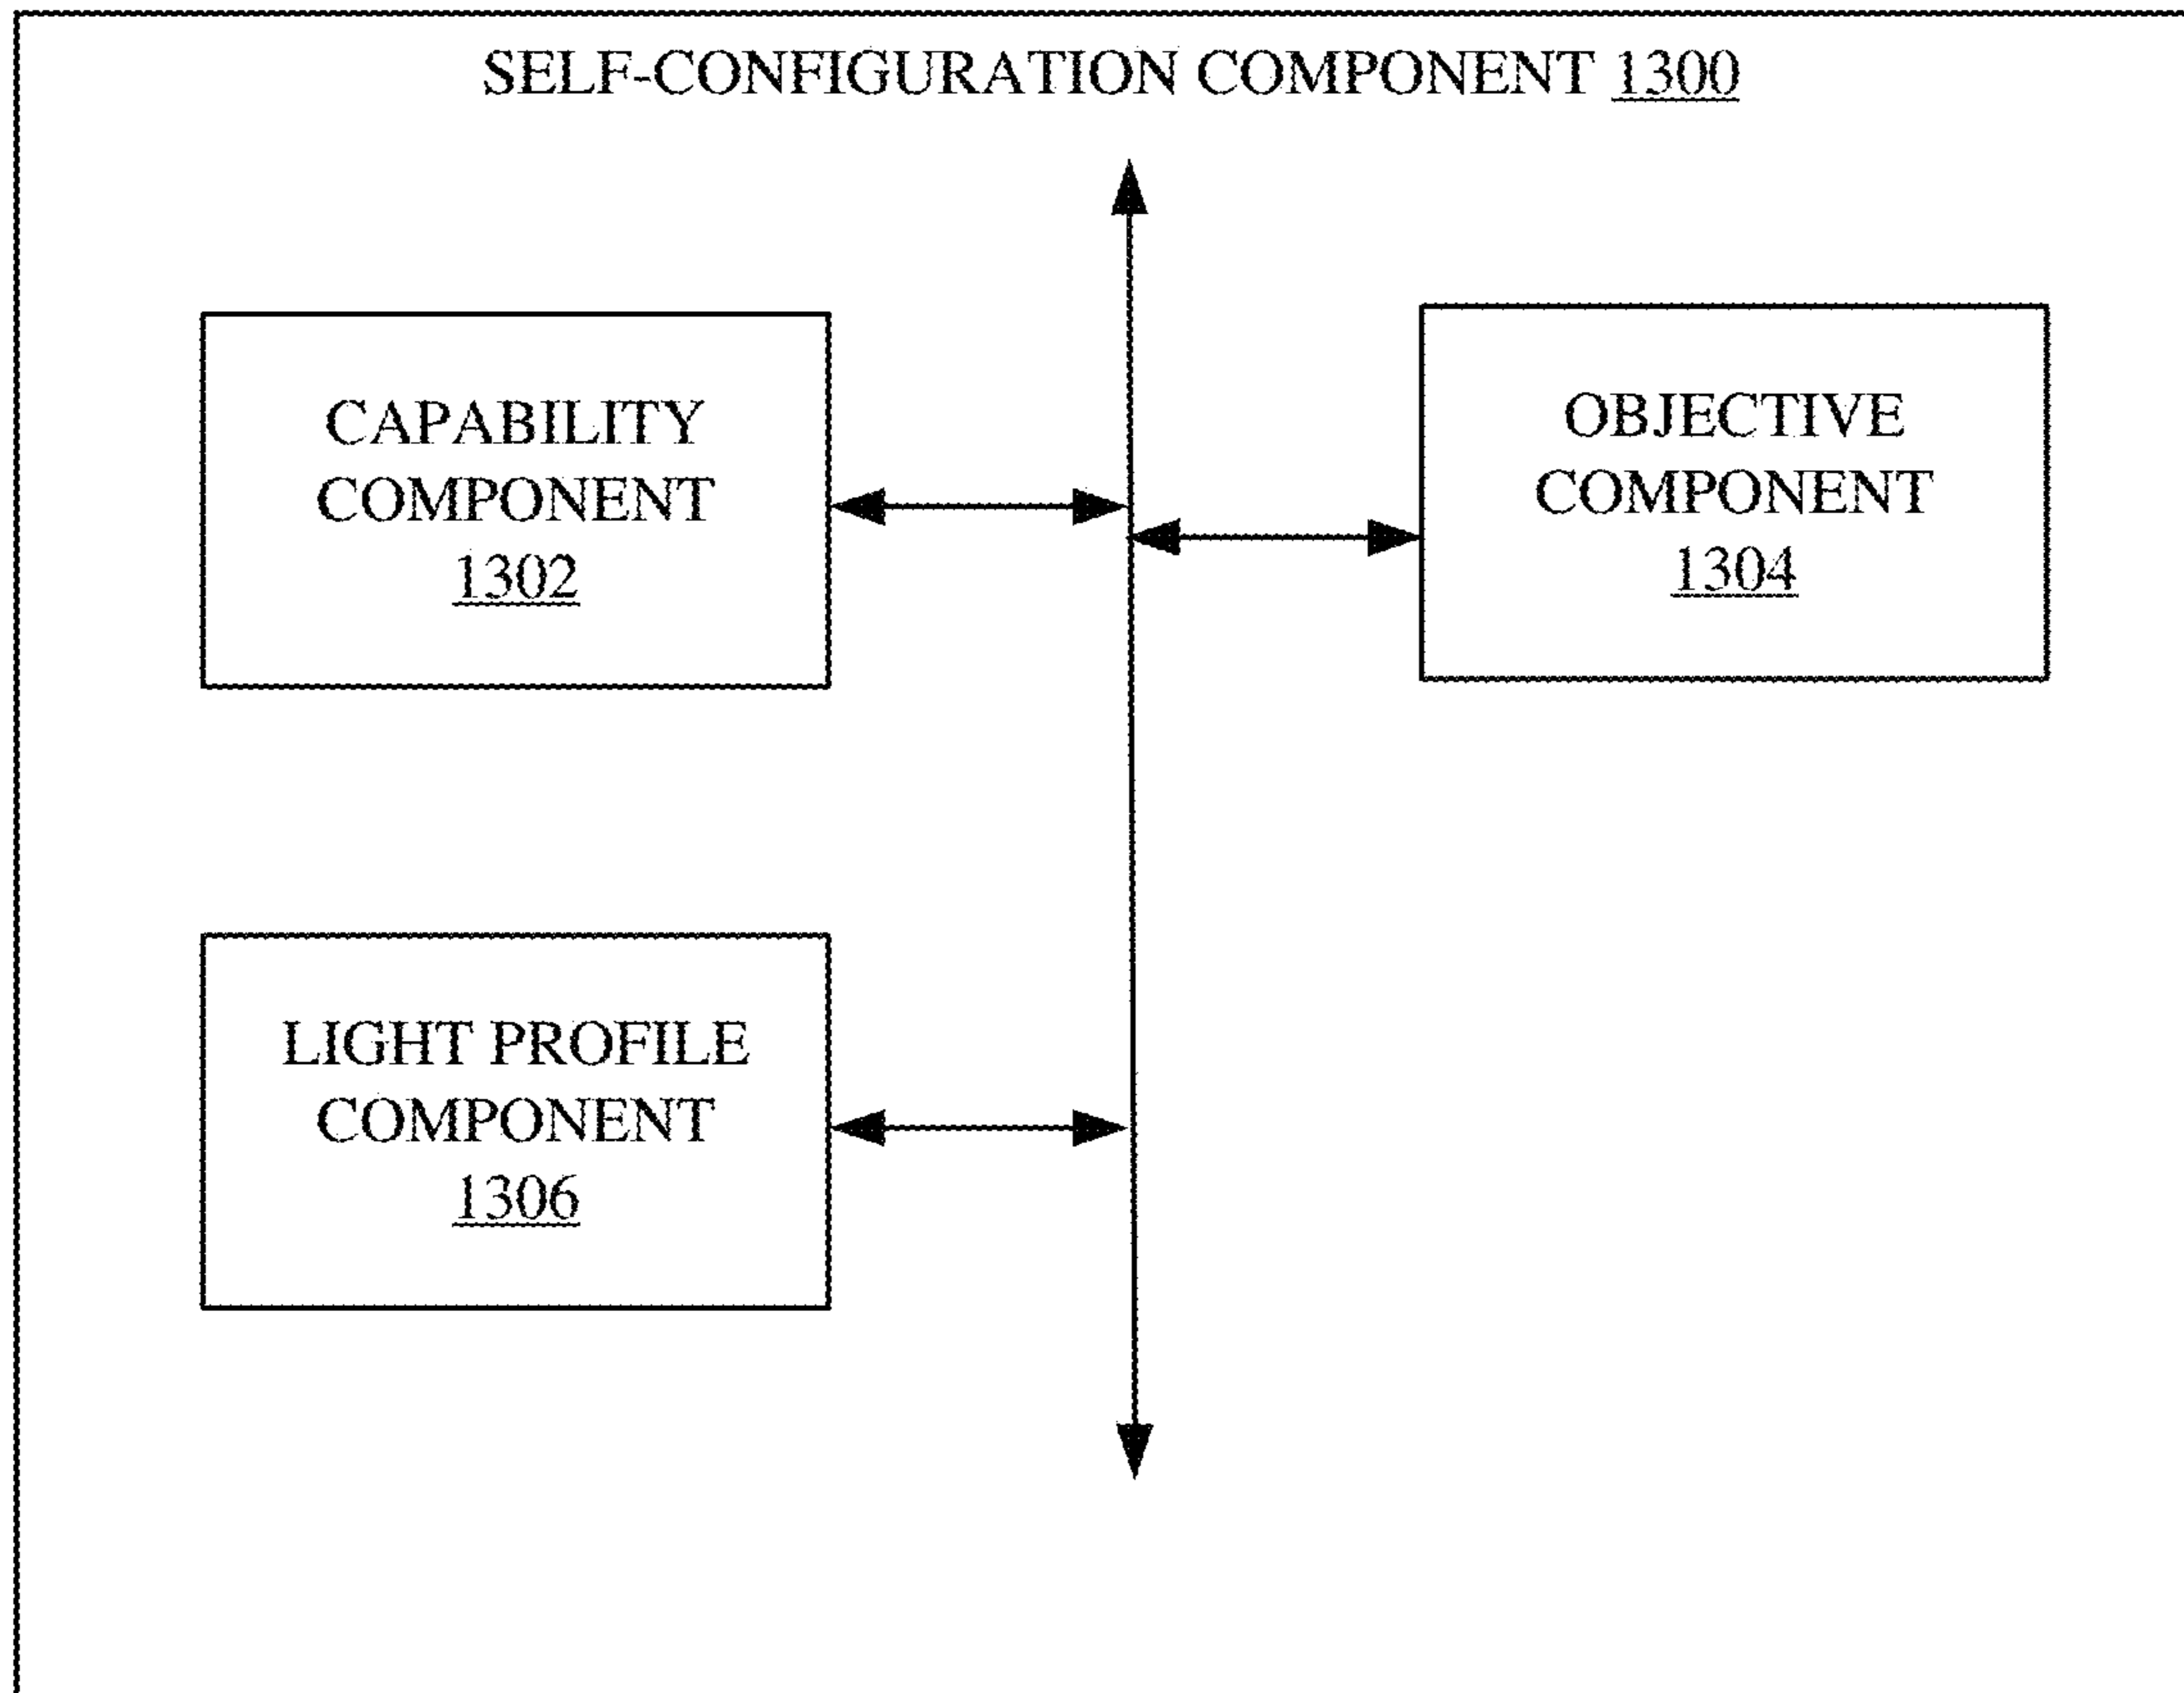 SELF-CONFIGURATION COMPONENT 1300
CAPABILITY
COMPONENT
1302
OBJECTIVE
COMPONENT
1304
LIGHT PROFILE
COMPONENT
1306